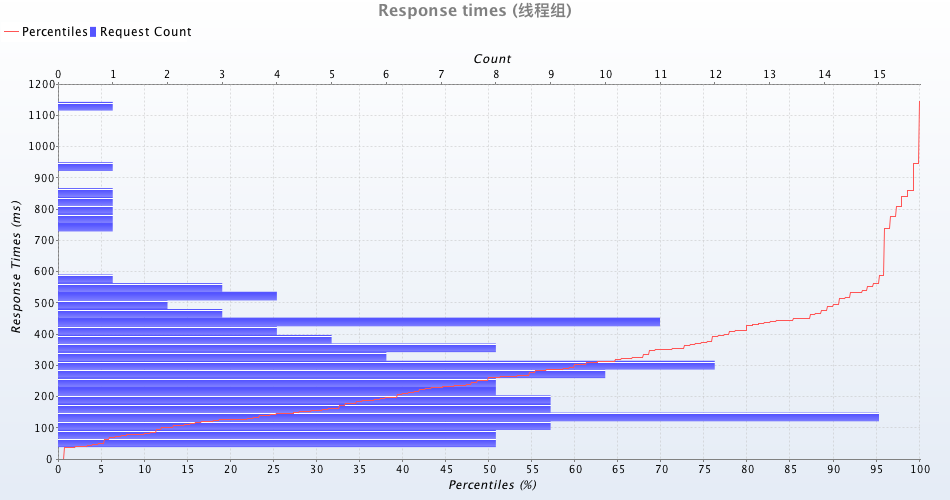 Response times (线程组)
Percentiles Request Count
Count
0 1 2 3 4 5 6 7 8 9 10 11 12 13 14 15
1200
1100
1000
900
800
700
600
500
400
300
200
100
0
Response Times (ms)
0 5 10 15 20 25 30 35 40 45 50 55 60 65 70 75 80 85 90 95 100
Percentiles (%)